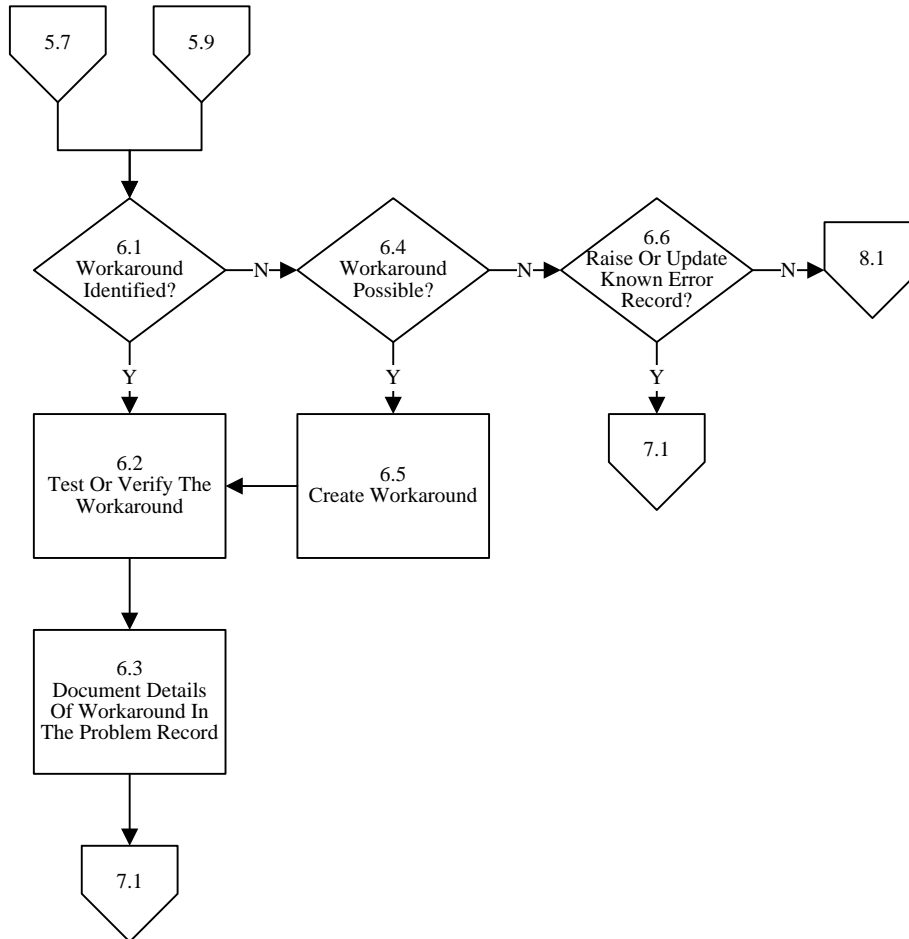 5.7
5.9
6.1
Workaround
Identified?
N
6.4
Workaround
Possible?
N
6.6
Raise Or Update
Known Error
Record?
N
8.1
Y
Y
Y
6.2
Test Or Verify The
Workaround
6.5
Create Workaround
7.1
6.3
Document Details
Of Workaround In
The Problem Record
7.1